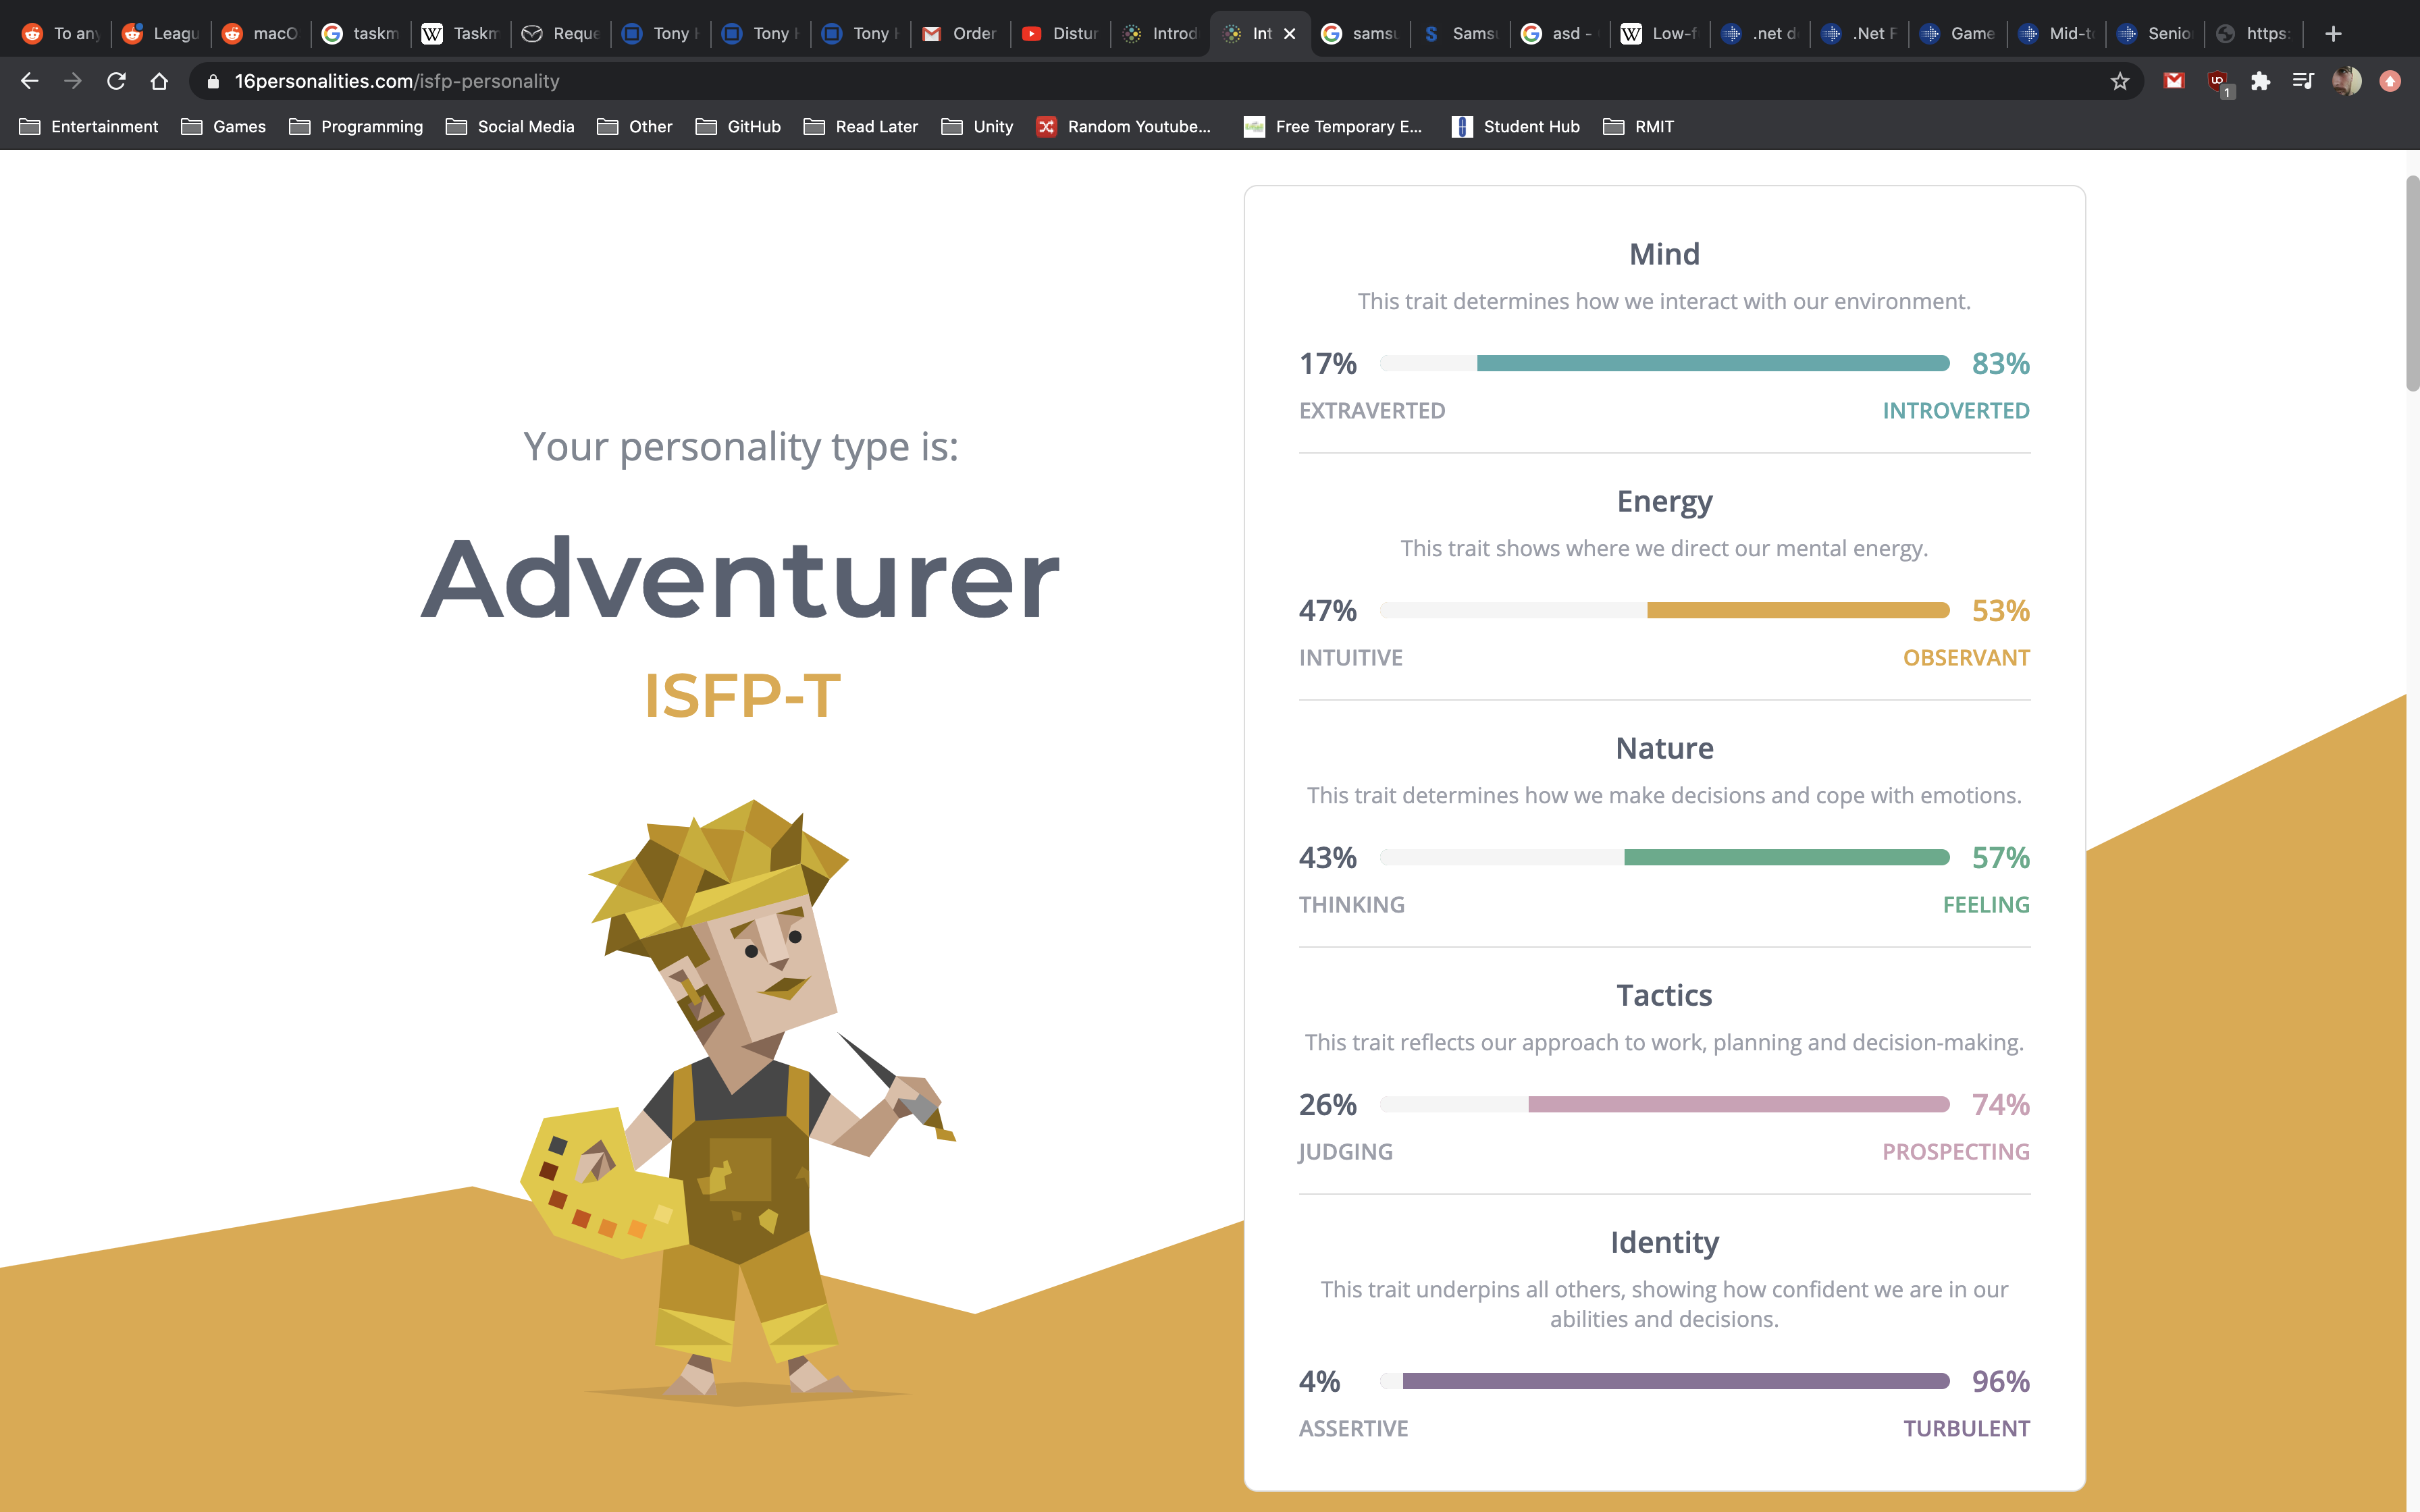 To any
Leagu
macO
taskm
Taskm
Reque
Tony H
Tony H
Tony H
Order
Distur
Introd
Int
samsu
Samsu
asd -
Low-f
.net d
.Net F
Game
Mid-to
Senio
https:
16personalities.com/isfp-personality
1
Entertainment
Games
Programming
Social Media
Other
GitHub
Read Later
Unity
Random Youtube...
Free Temporary E...
Student Hub
RMIT
Your personality type is:
Adventurer
ISFP-T
Mind
This trait determines how we interact with our environment.
17% 83%
EXTRAVERTED INTROVERTED
Energy
This trait shows where we direct our mental energy.
47% 53%
INTUITIVE OBSERVANT
Nature
This trait determines how we make decisions and cope with emotions.
43% 57%
THINKING FEELING
Tactics
This trait reflects our approach to work, planning and decision-making.
26% 74%
JUDGING PROSPECTING
Identity
This trait underpins all others, showing how confident we are in our
abilities and decisions.
4% 96%
ASSERTIVE TURBULENT